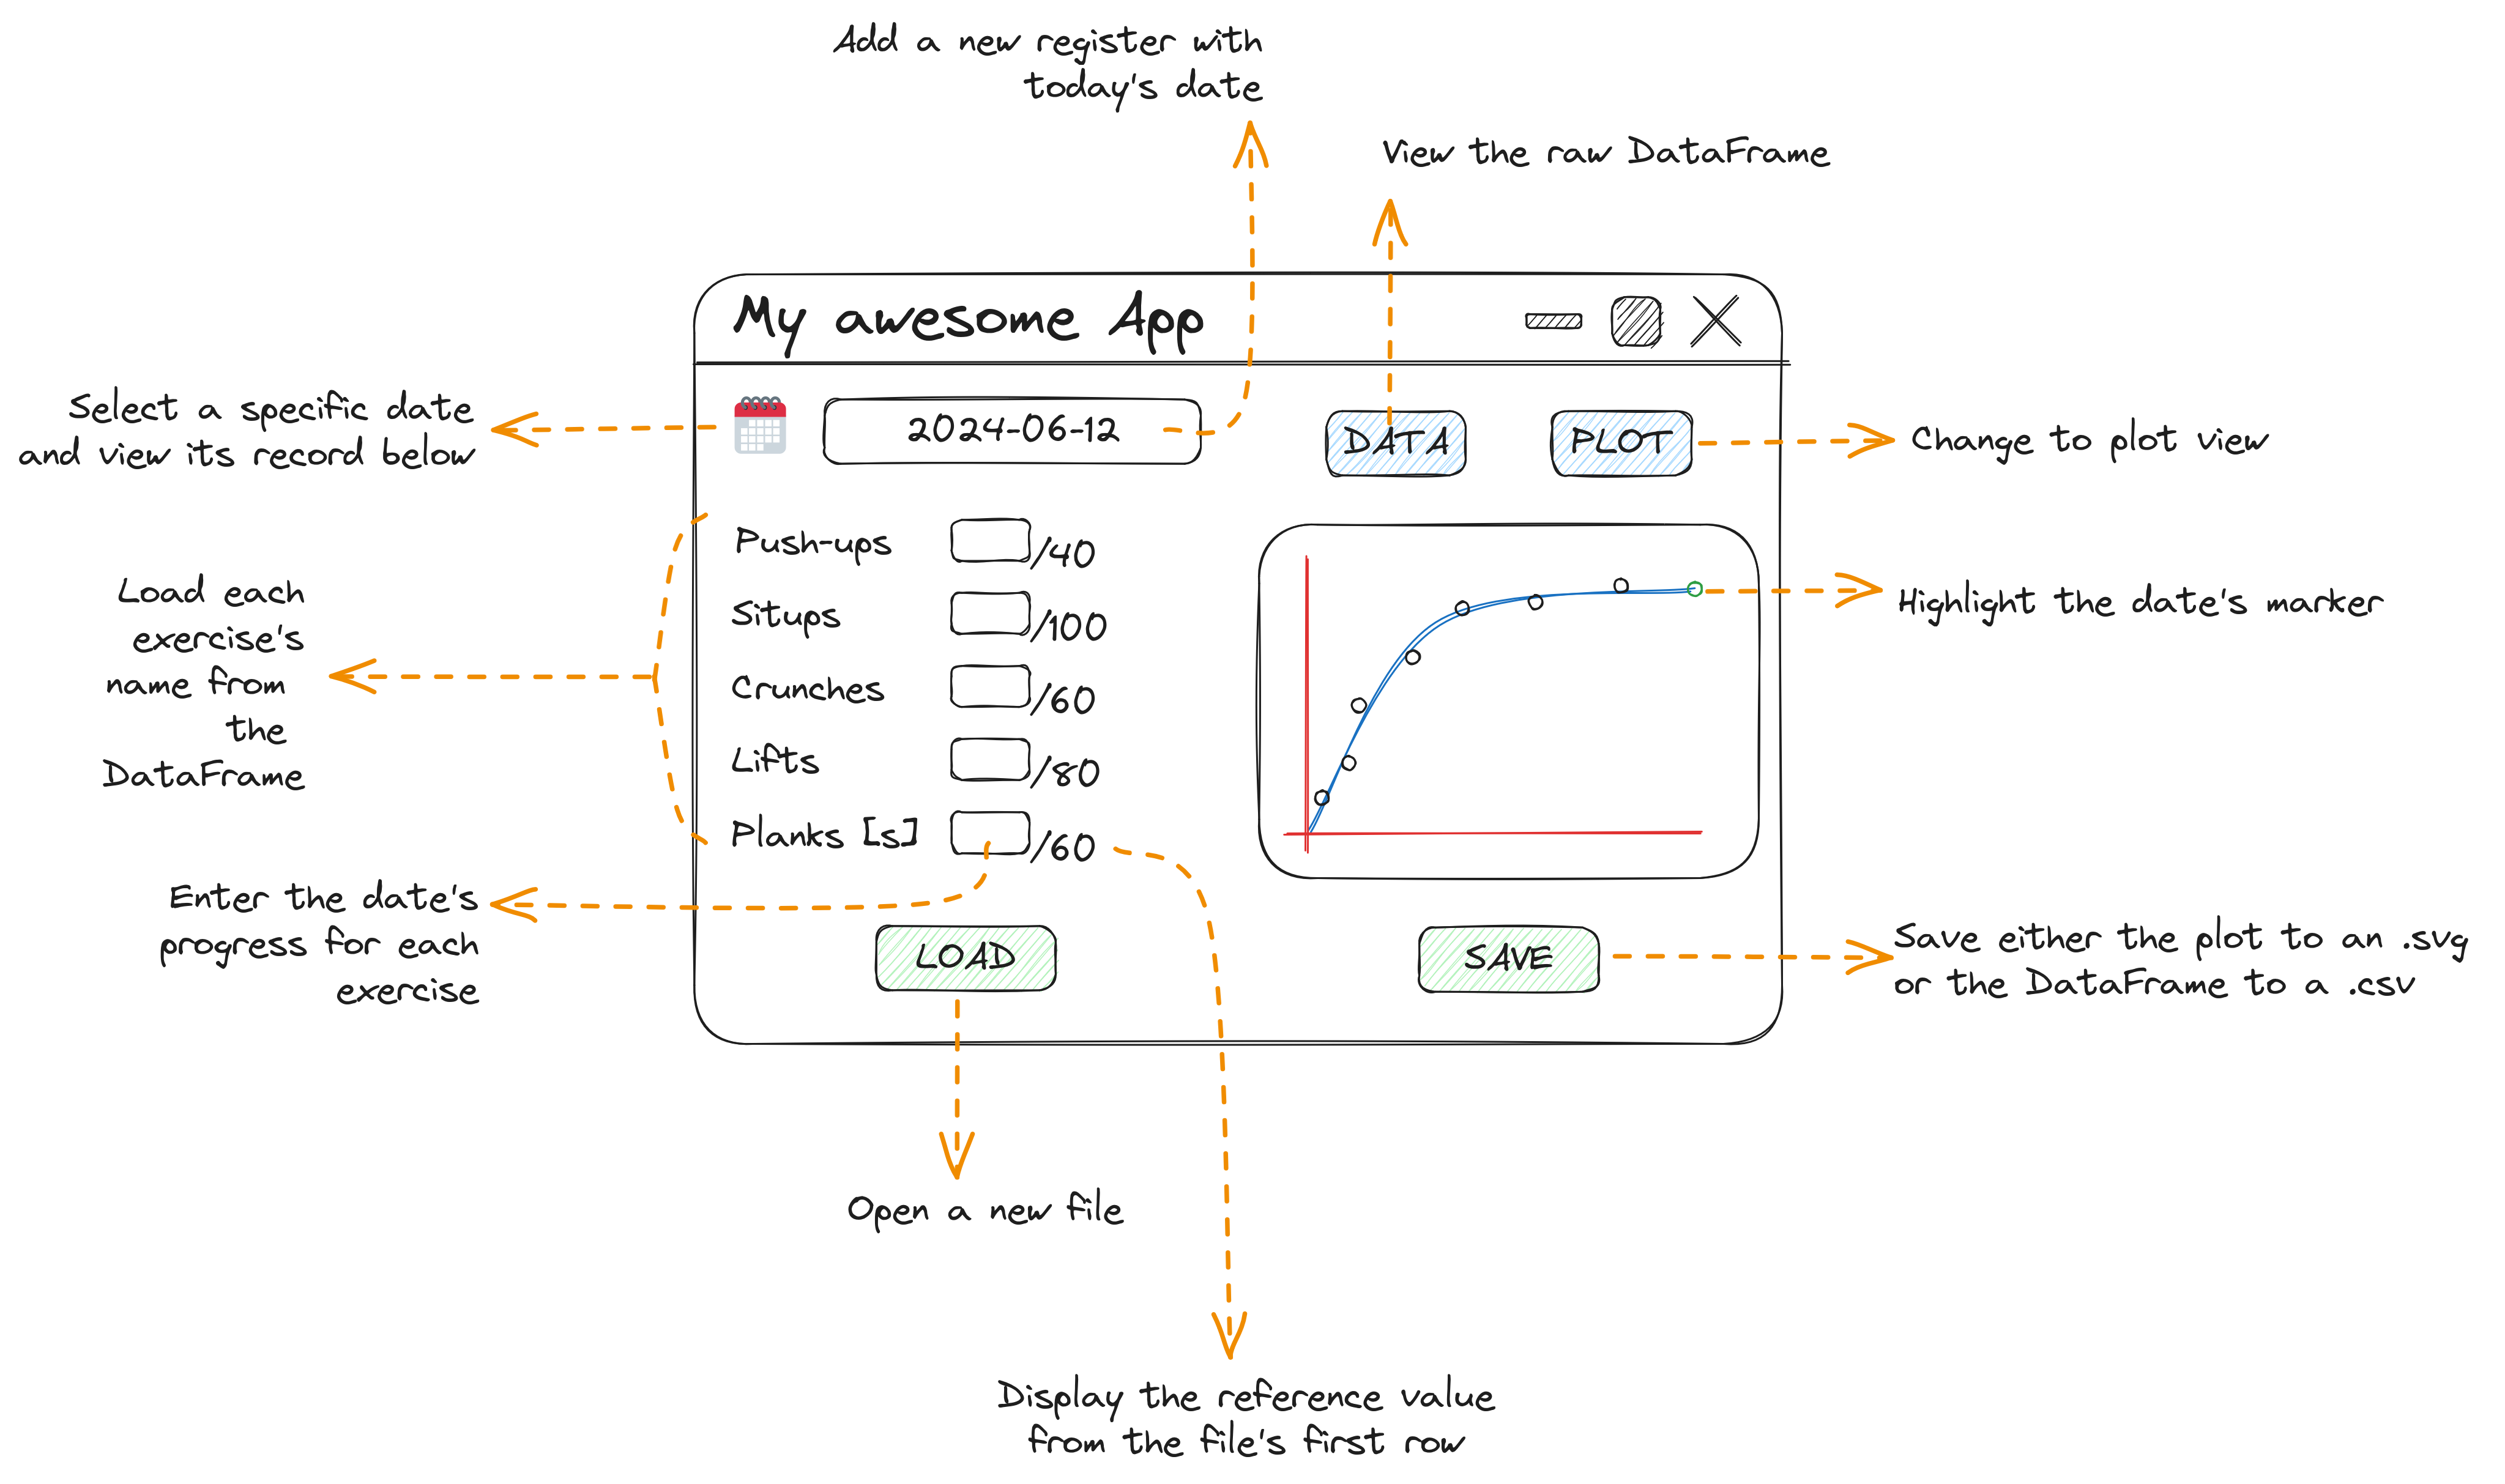 Add a new register with
today's date
View the raw DataFrame
My awesome App
Select a specific date
and view its record below
2024-06-12
DATA
PLOT
Change to plot view
Push-ups
/40
Situps
/100
Crunches
/60
Lifts
/80
Planks [s]
/60
Load each
exercise's
name from
the
DataFrame
Highlight the date's marker
Enter the date's
progress for each
exercise
LOAD
SAVE
Save either the plot to an .svg
or the DataFrame to a .csv
Open a new file
Display the reference value
from the file's first row